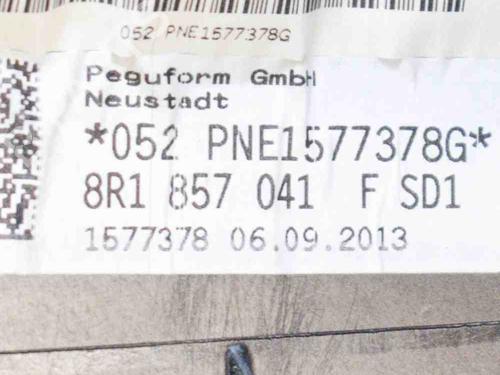 052 PNE1577378G
Peguform GmbH
Neustadt
*052 PNE1577378G*
8R1 857 041 F SD1
1577378 06.09.2013